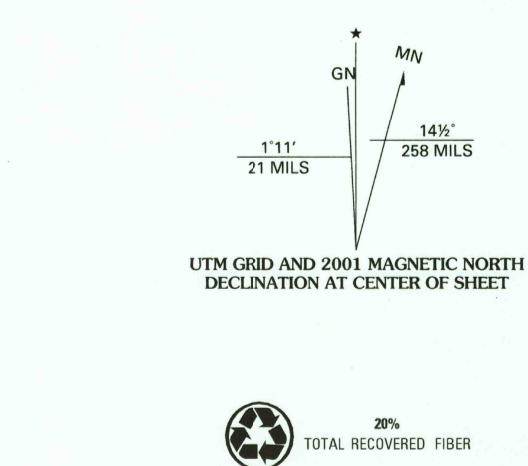 ★
GN
MN
1°11′
21 MILS
14½°
258 MILS
UTM GRID AND 2001 MAGNETIC NORTH
DECLINATION AT CENTER OF SHEET
20%
TOTAL RECOVERED FIBER